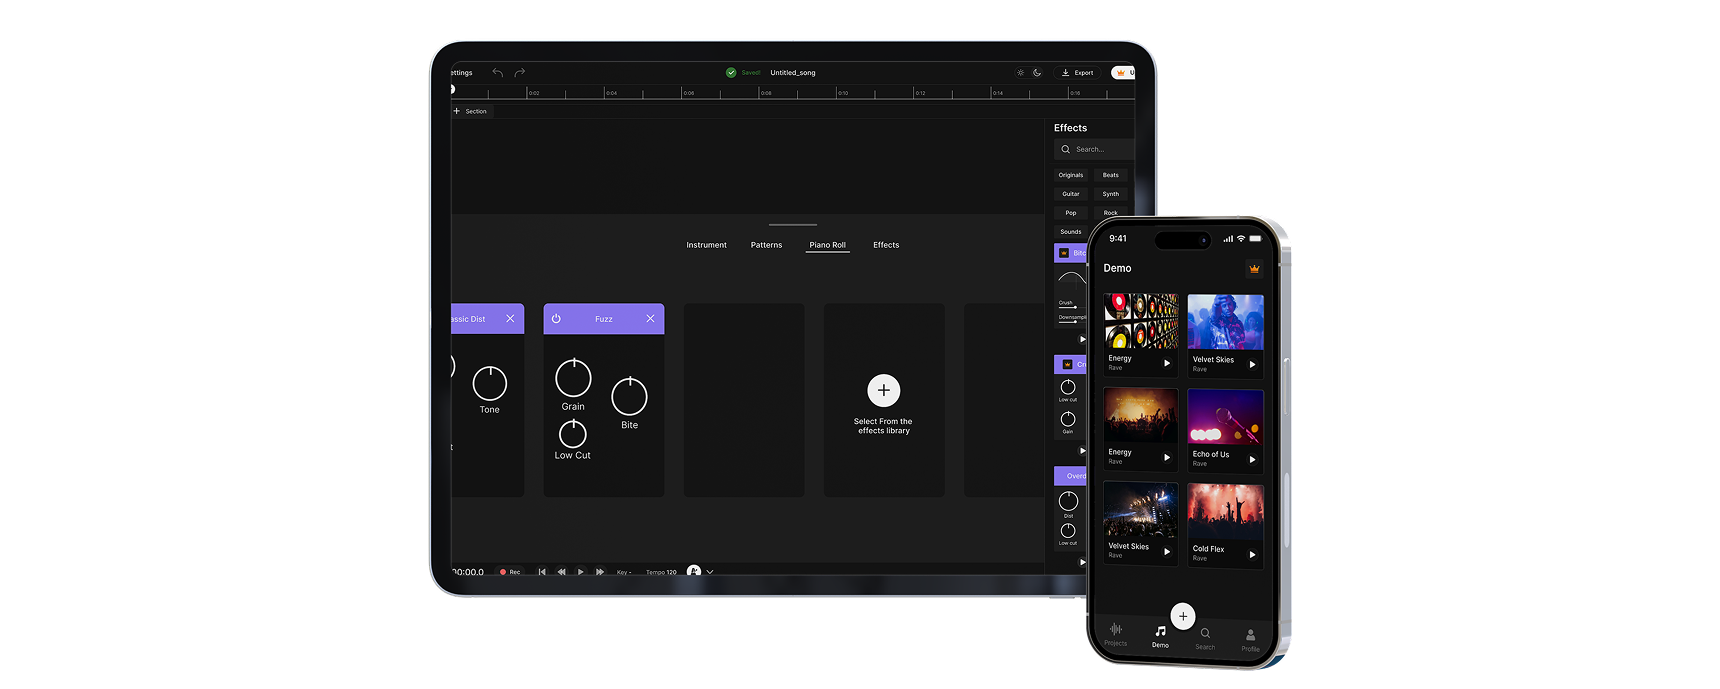 ettings
Saved!
Untitled_song
Export
U
0:02
0:04
0:06
0:08
0:10
0:12
0:14
0:16
+ Section
Effects
Search...
Originals
Beats
Guitar
Synth
Pop
Rock
Sounds
Instrument
Patterns
Piano Roll
Effects
assic Dist
Fuzz
Tone
t
Grain
Bite
Low Cut
Select From the
effects library
Bitc
Crush
Downsampl
Cr
Low cut
Gain
Overd
Dist
Low cut
00:00.0
Rec
Key -
Tempo 120
9:41
Demo
Energy
Rave
Velvet Skies
Rave
Energy
Rave
Echo of Us
Rave
Velvet Skies
Rave
Cold Flex
Rave
Projects
Demo
Search
Profile